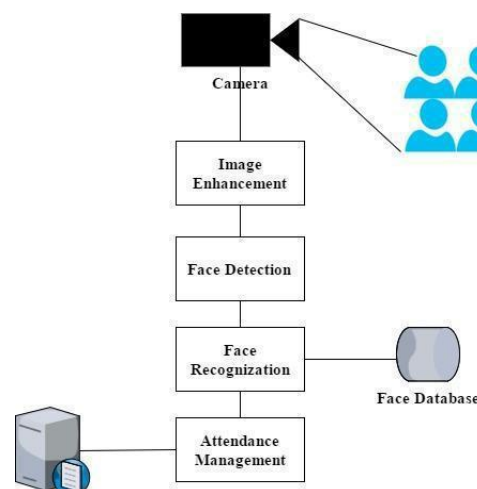 Camera
Image
Enhancement
Face Detection
Face
Recognization
Face Database
Attendance
Management